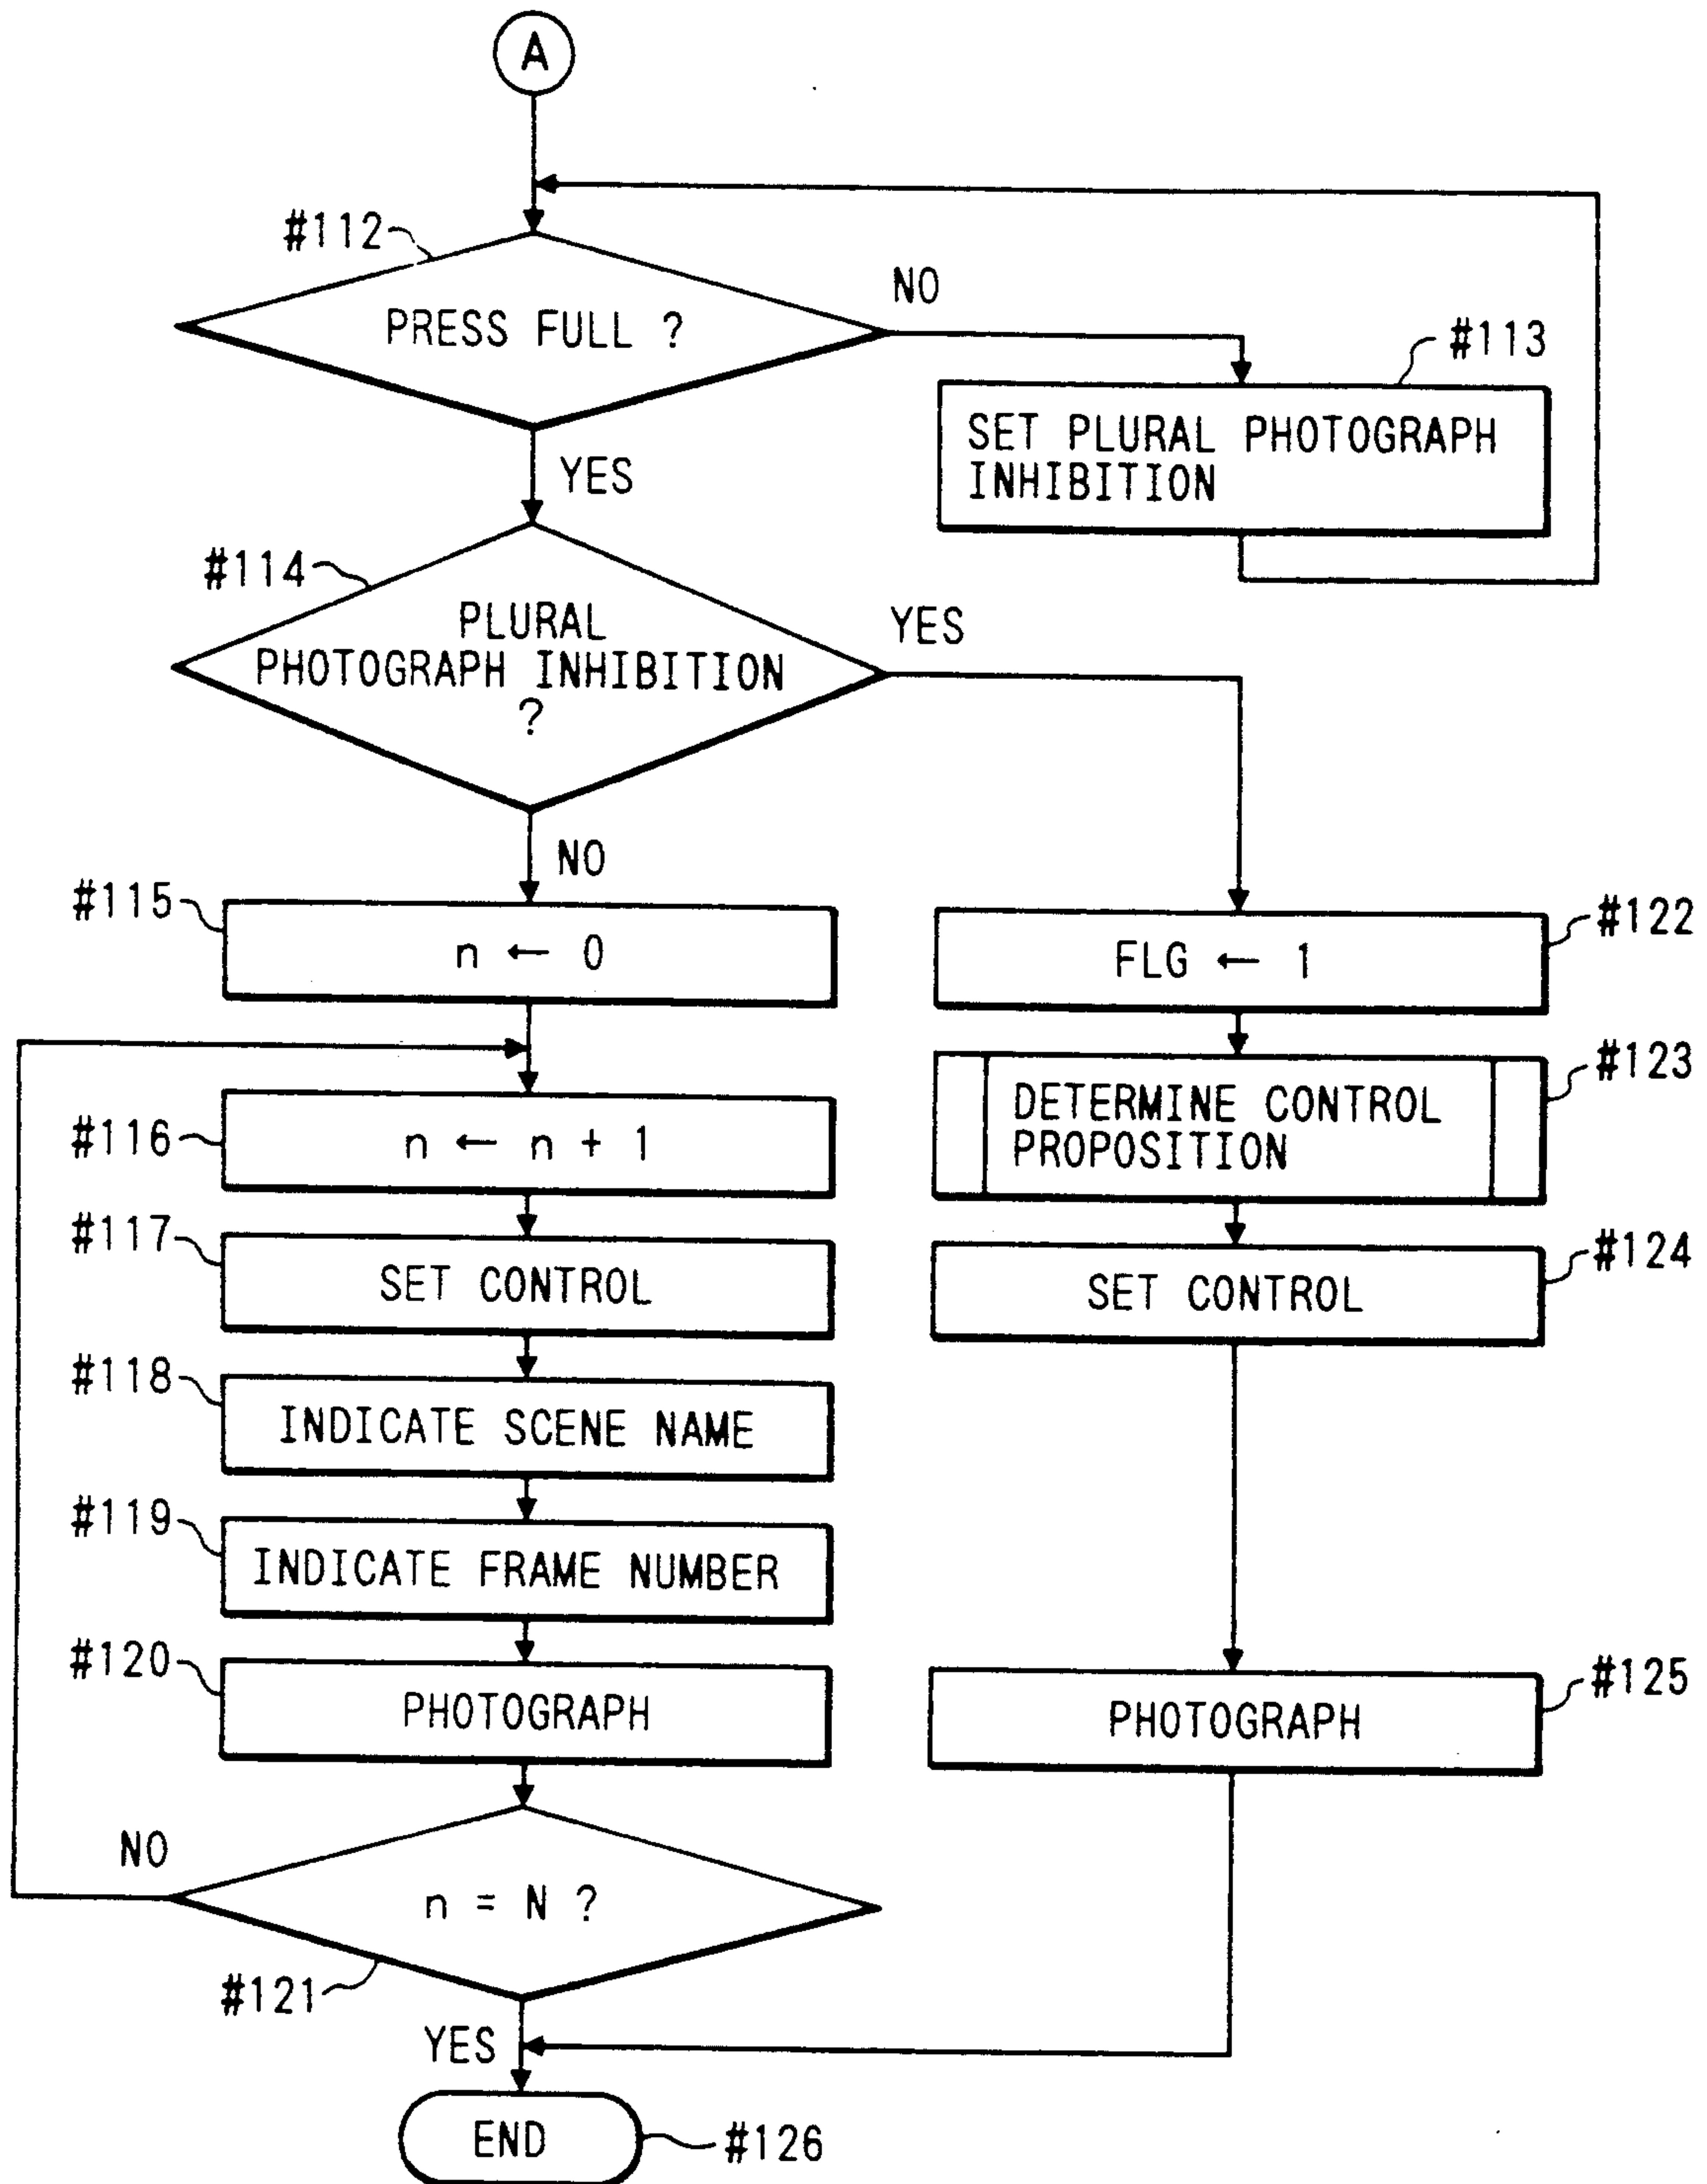 A
#112
PRESS FULL ?
NO
#113
SET PLURAL PHOTOGRAPH
INHIBITION
YES
#114
PLURAL
PHOTOGRAPH INHIBITION
?
YES
NO
#115
n ← 0
#122
FLG ← 1
#116
n ← n + 1
#123
DETERMINE CONTROL
PROPOSITION
#117
SET CONTROL
#124
SET CONTROL
#118
INDICATE SCENE NAME
#119
INDICATE FRAME NUMBER
#120
PHOTOGRAPH
#125
PHOTOGRAPH
NO
n = N ?
#121
YES
END
#126